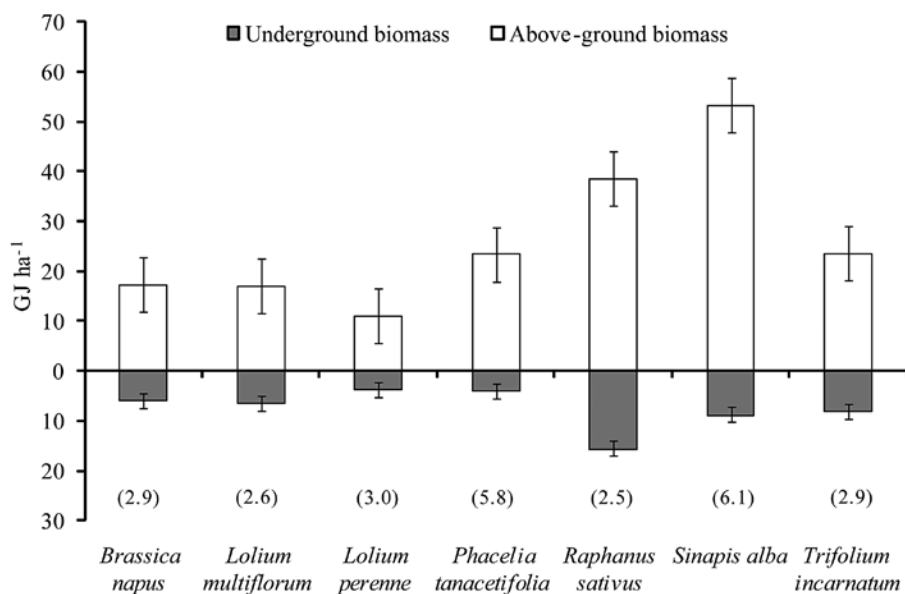 70
Underground biomass Above-ground biomass
60
50
40
30
20
10
0
10
20
30
GJ ha⁻¹
(2.9) (2.6) (3.0) (5.8) (2.5) (6.1) (2.9)
Brassica napus
Lolium multiflorum
Lolium perenne
Phacelia tanacetifolia
Raphanus sativus
Sinapis alba
Trifolium incarnatum